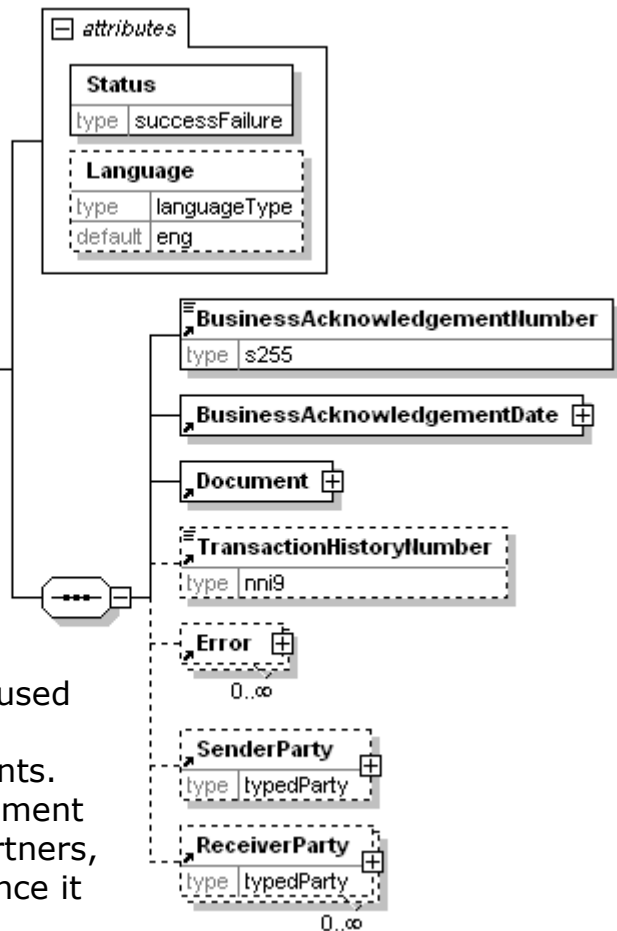 attributes
Status
type successFailure
Language
type languageType
default eng
BusinessAcknowledgementNumber
type s255
BusinessAcknowledgementDate
Document
TransactionHistoryNumber
type nni9
Error
0..∞
used
SenderParty
type typedParty
nts.
ment
rtners,
nce it
ReceiverParty
type typedParty
0..∞